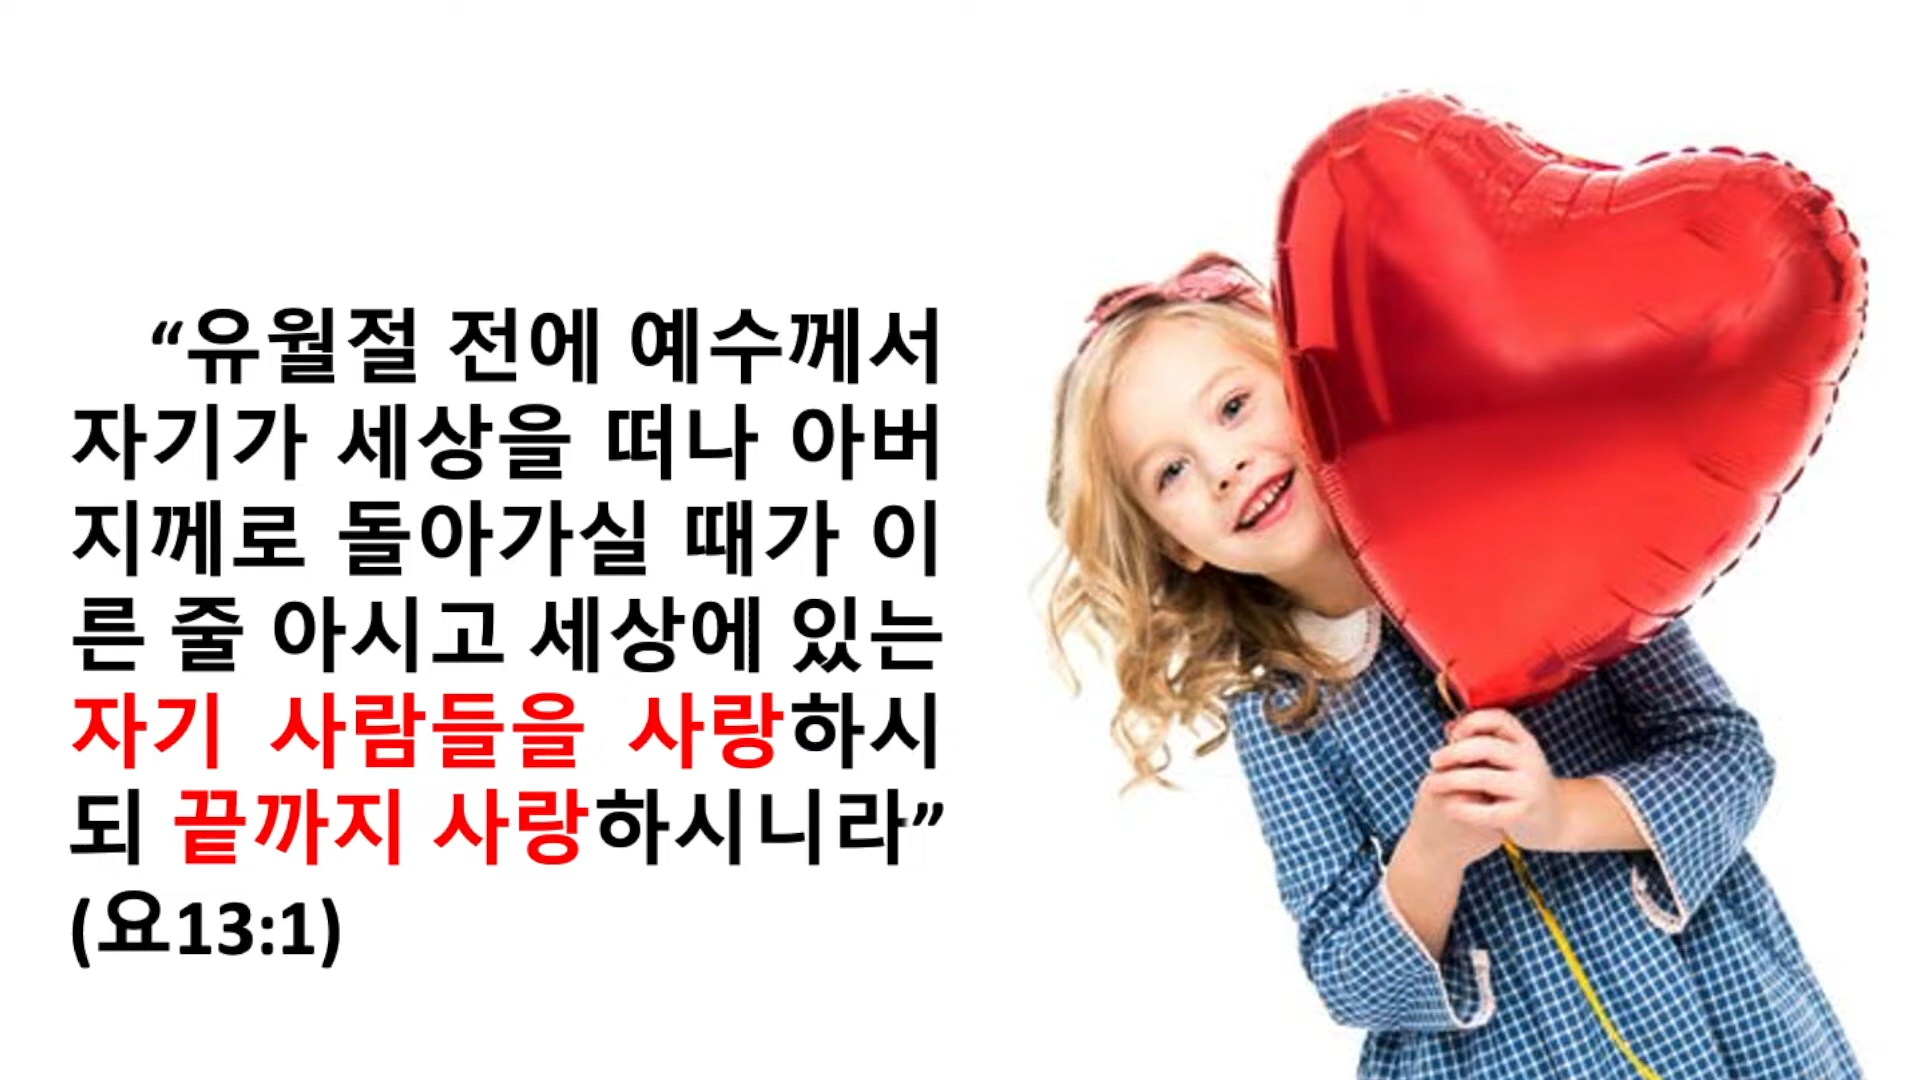 “유월절 전에 예수께서
자기가 세상을 떠나 아버
지께로 돌아가실 때가 이
른 줄 아시고 세상에 있는
자기 사람들을 사랑하시
되 끝까지 사랑하시니라”
(요13:1)